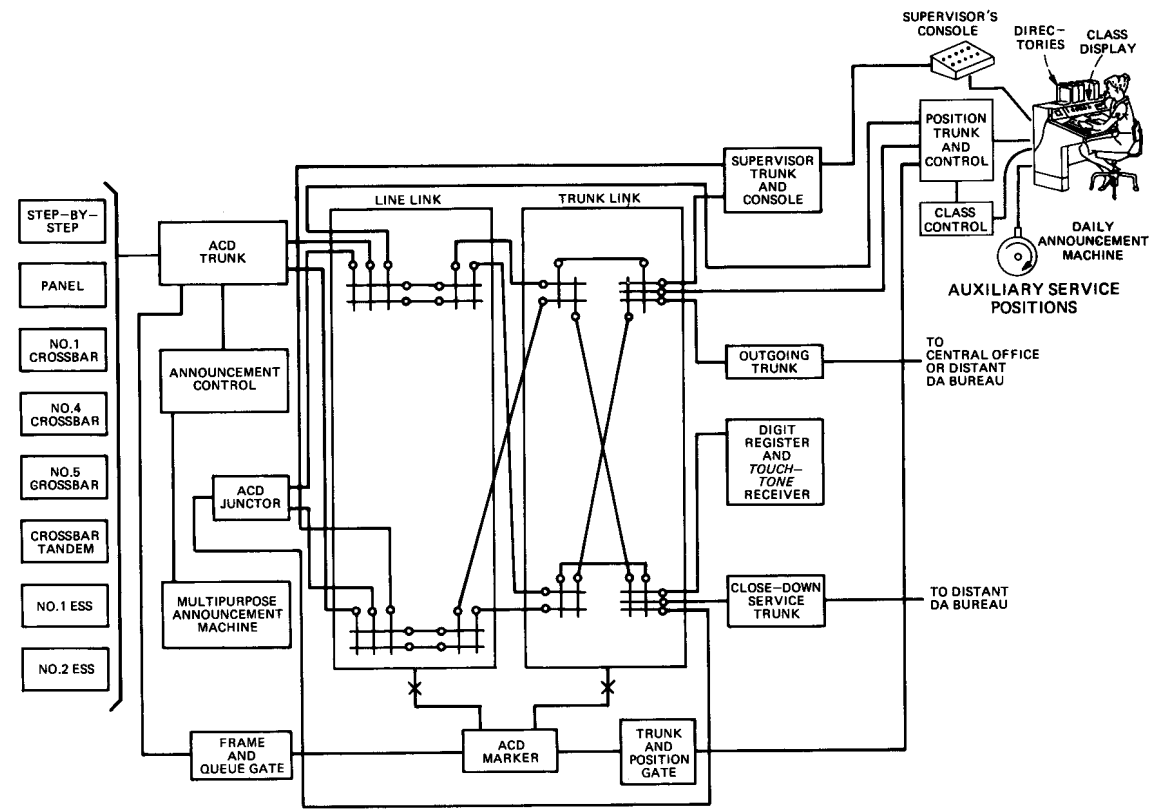 SUPERVISOR'S
CONSOLE
DIREC-
TORIES
CLASS
DISPLAY
POSITION
TRUNK
AND
CONTROL
SUPERVISOR
TRUNK
AND
CONSOLE
CLASS
CONTROL
DAILY
ANNOUNCEMENT
MACHINE
AUXILIARY SERVICE
POSITIONS
LINE LINK
TRUNK LINK
STEP-BY-
STEP
PANEL
NO.1
CROSSBAR
NO.4
CROSSBAR
NO.5
GROSSBAR
CROSSBAR
TANDEM
NO.1 ESS
NO.2 ESS
ACD
TRUNK
ANNOUNCEMENT
CONTROL
ACD
JUNCTOR
MULTIPURPOSE
ANNOUNCEMENT
MACHINE
OUTGOING
TRUNK
TO
CENTRAL OFFICE
OR DISTANT
DA BUREAU
DIGIT
REGISTER
AND
TOUCH-
TONE
RECEIVER
CLOSE-DOWN
SERVICE
TRUNK
TO DISTANT
DA BUREAU
FRAME
AND
QUEUE GATE
ACD
MARKER
TRUNK
AND
POSITION
GATE